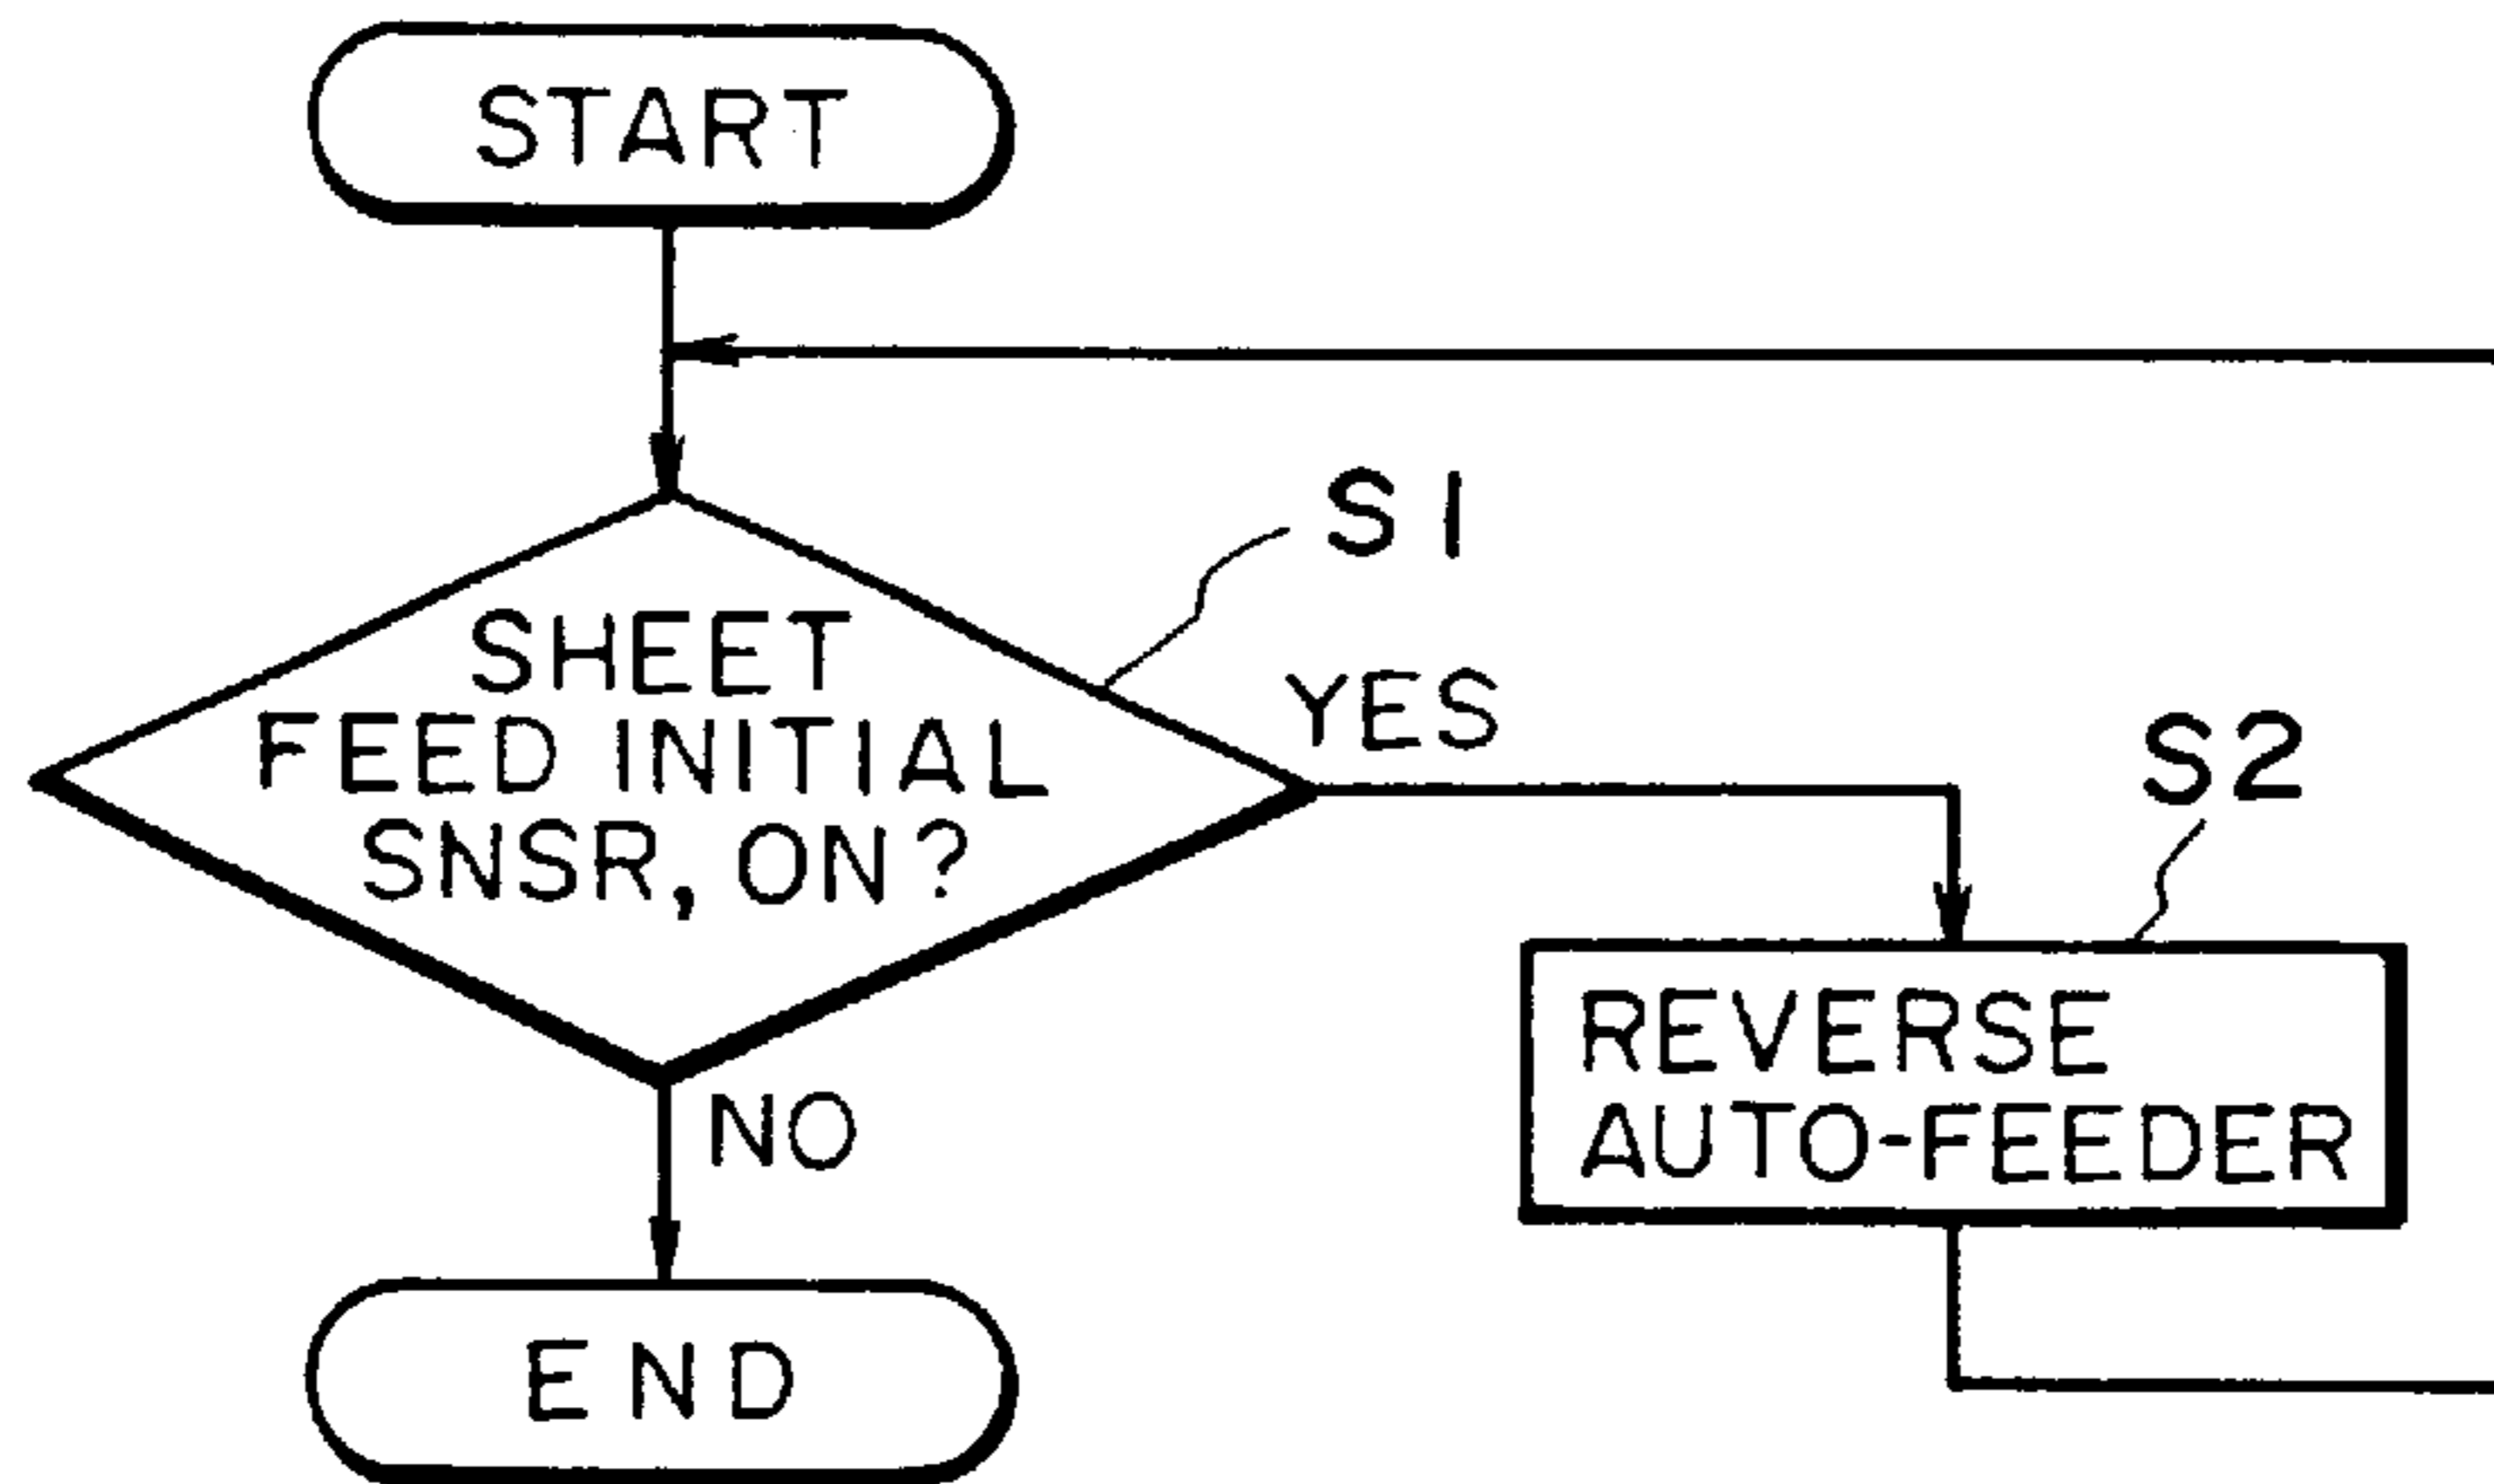 START
S1
SHEET
FEED INITIAL
SNSR, ON?
YES
S2
REVERSE
AUTO-FEEDER
NO
END